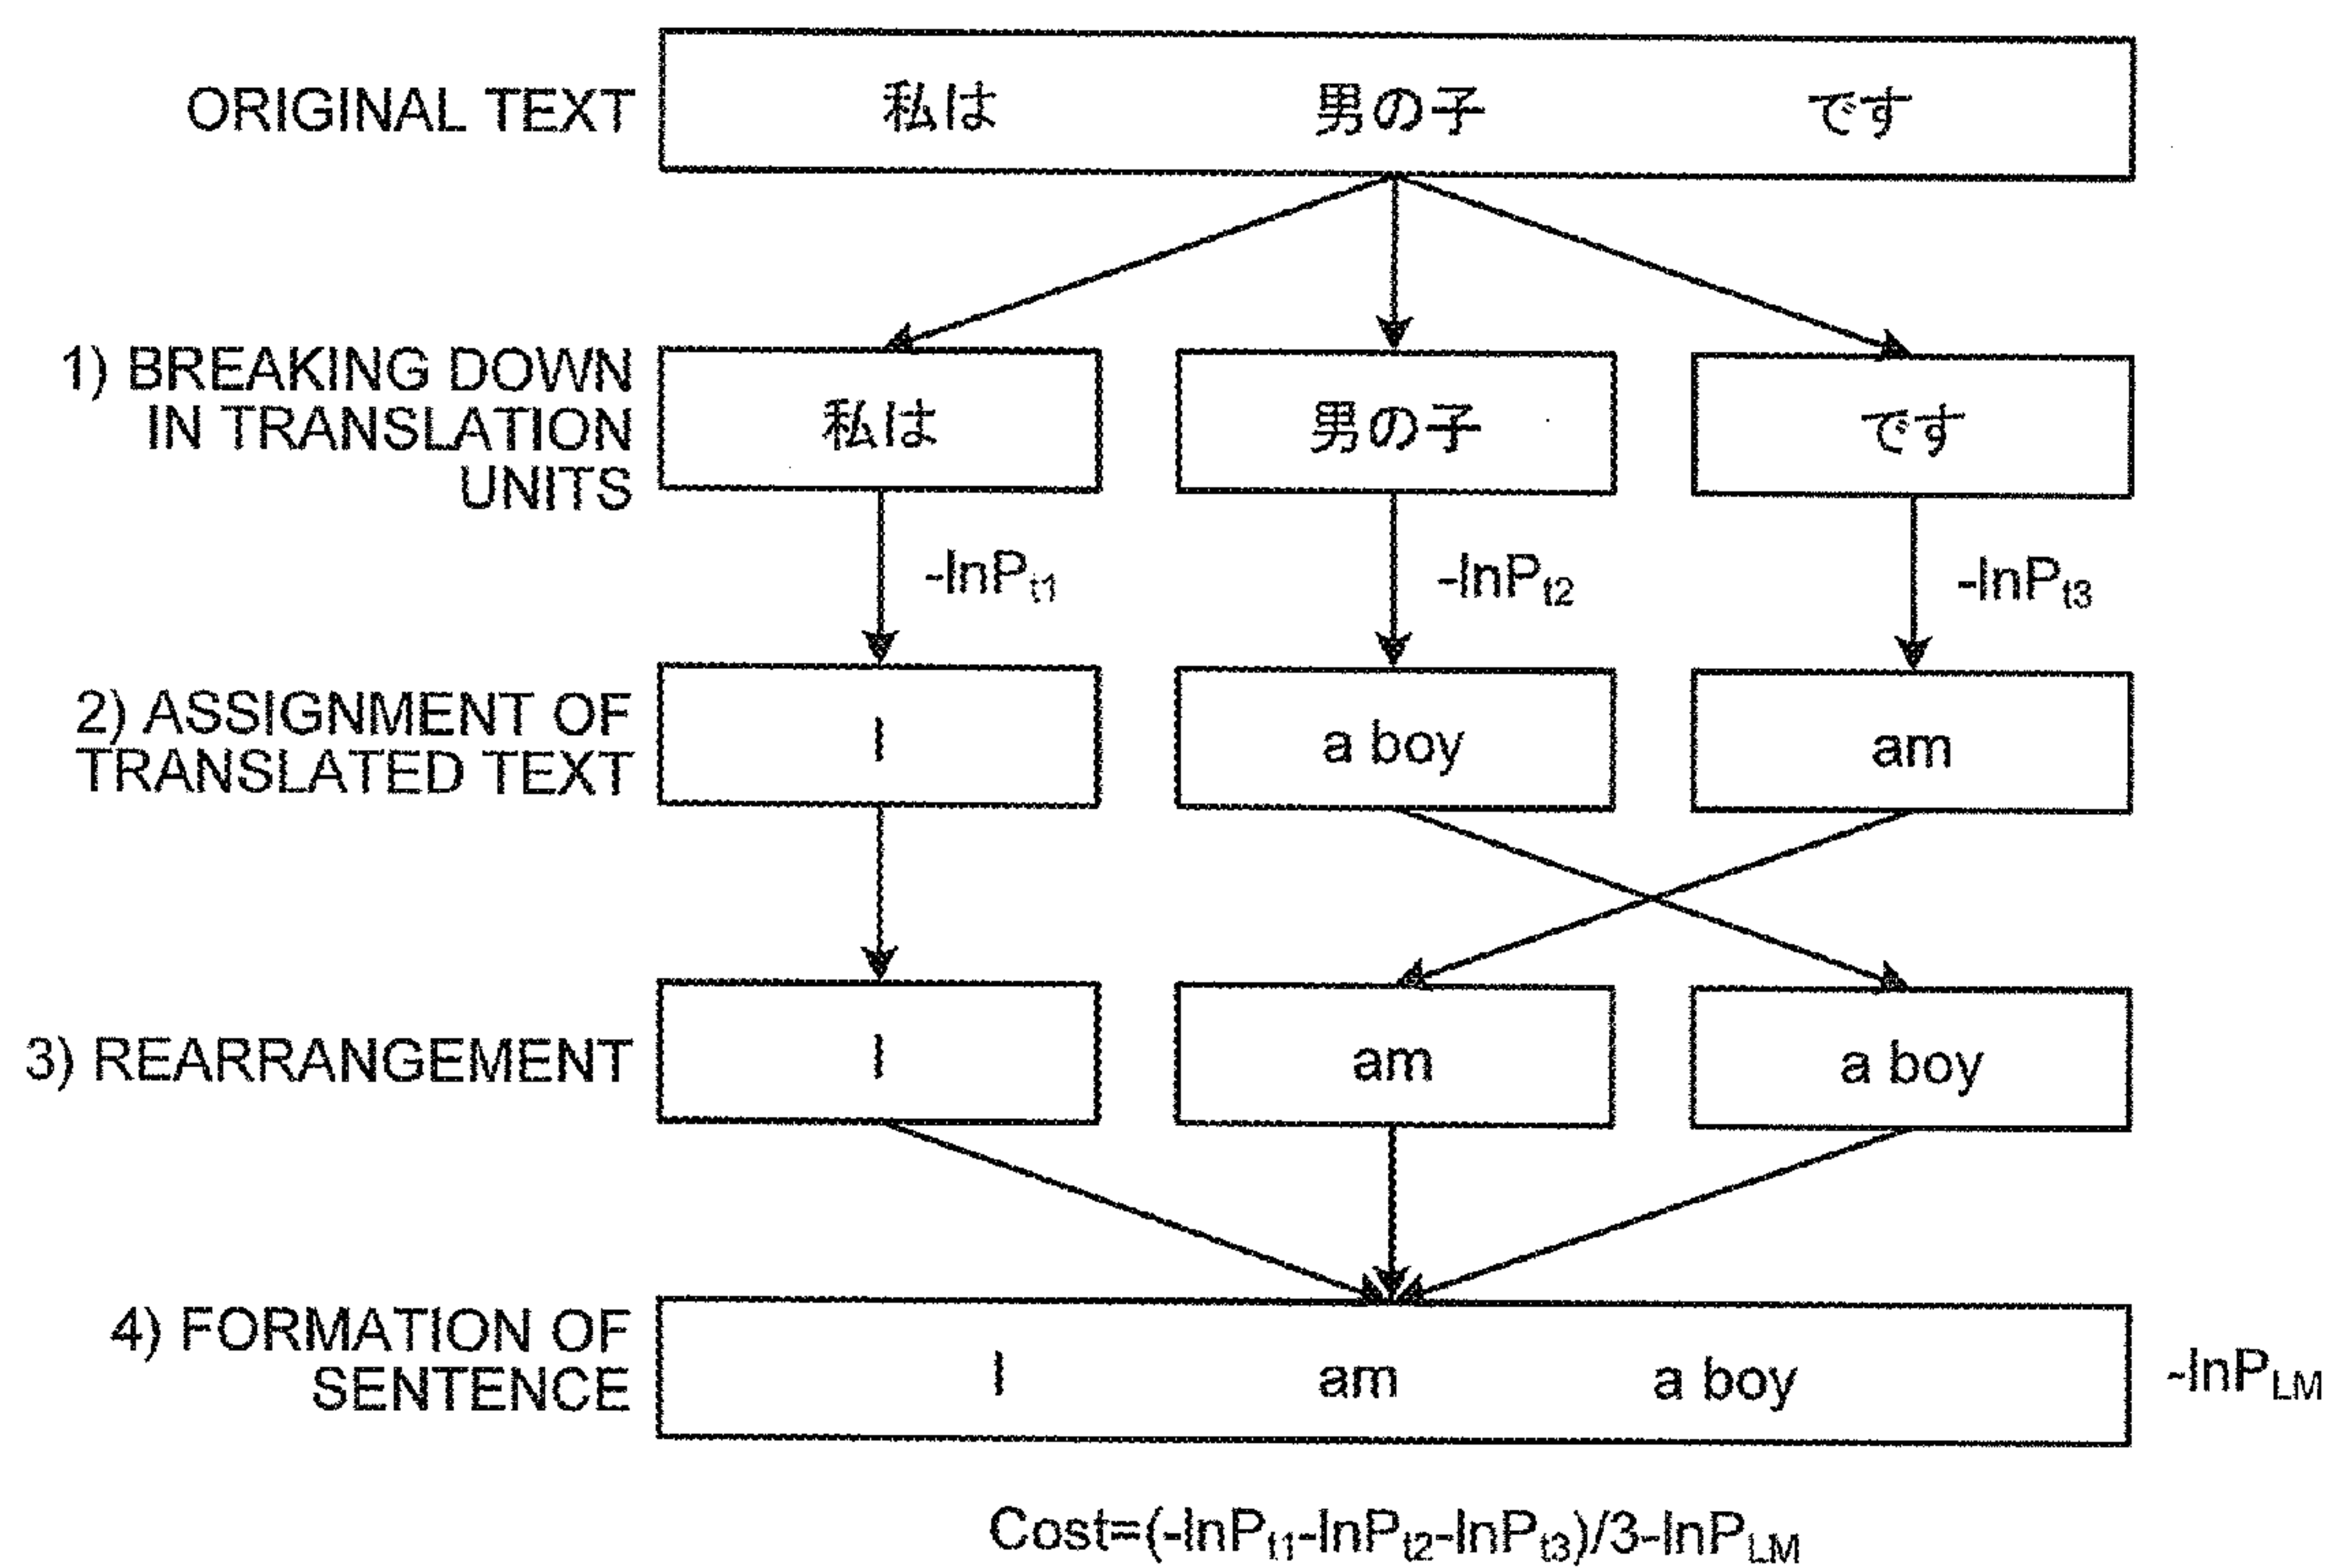 ORIGINAL TEXT
私は 男の子 です
1) BREAKING DOWN
IN TRANSLATION
UNITS
私は 男の子 です
-lnPt1 -lnPt2 -lnPt3
2) ASSIGNMENT OF
TRANSLATED TEXT
I a boy am
3) REARRANGEMENT
I am a boy
4) FORMATION OF
SENTENCE
I am a boy
-lnPLM
Cost=(-lnPt1-lnPt2-lnPt3)/3-lnPLM